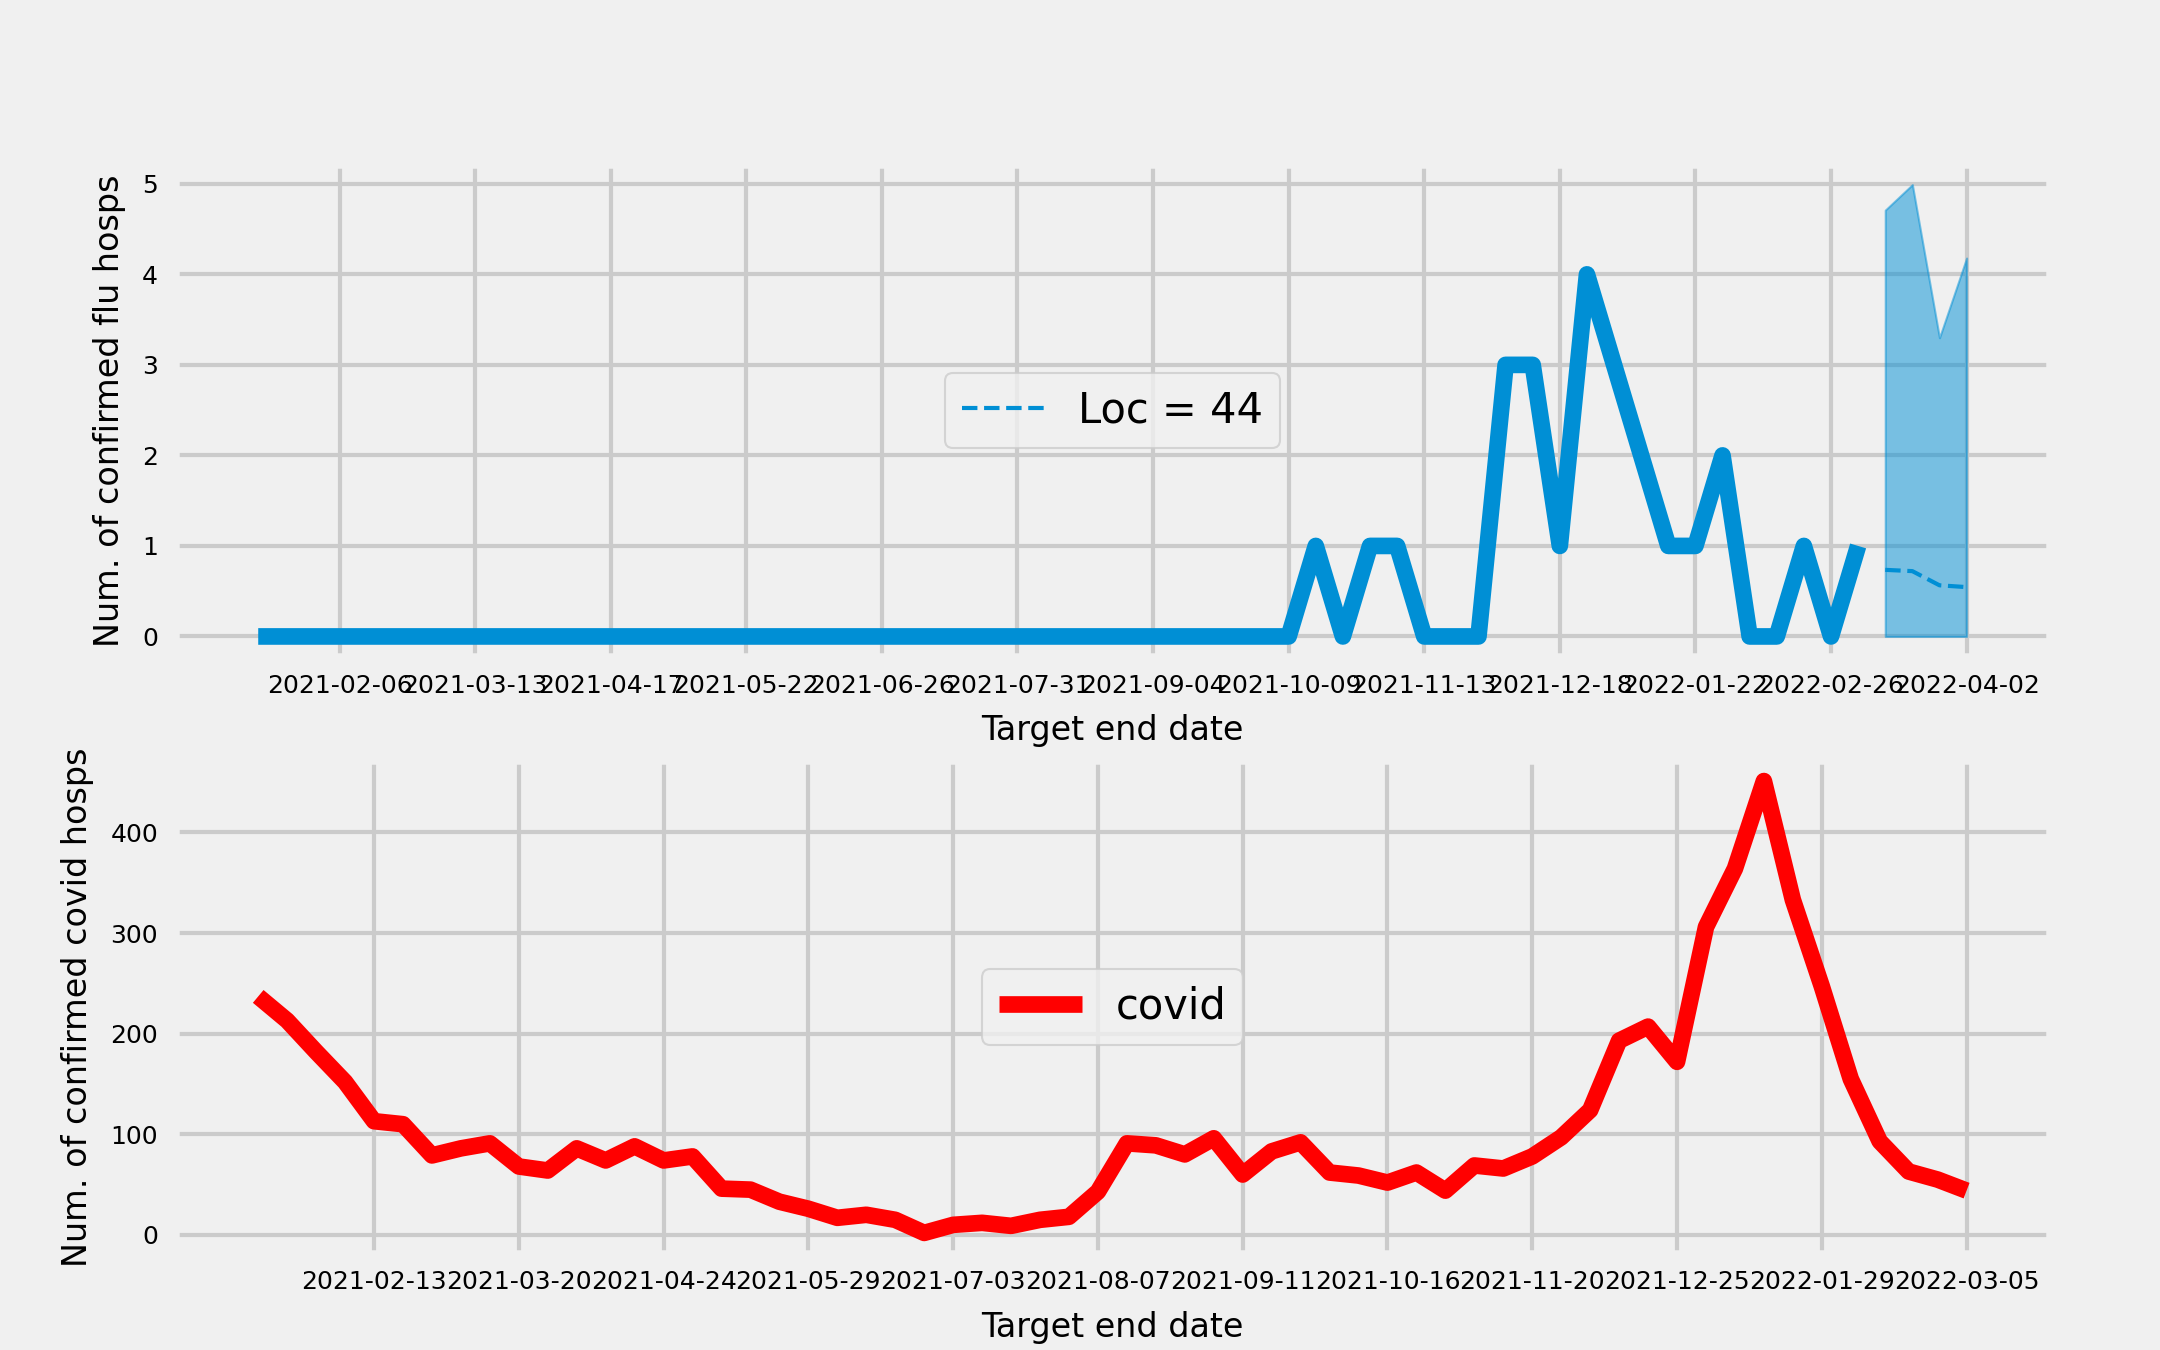 Num. of confirmed flu hosps
5
4
3
2
1
0
Loc = 44
2021-02-06 2021-03-13 2021-04-17 2021-05-22 2021-06-26 2021-07-31 2021-09-04 2021-10-09 2021-11-13 2021-12-18 2022-01-22 2022-02-26 2022-04-02
Target end date
Num. of confirmed covid hosps
400
300
200
100
0
covid
2021-02-13 2021-03-20 2021-04-24 2021-05-29 2021-07-03 2021-08-07 2021-09-11 2021-10-16 2021-11-20 2021-12-25 2022-01-29 2022-03-05
Target end date